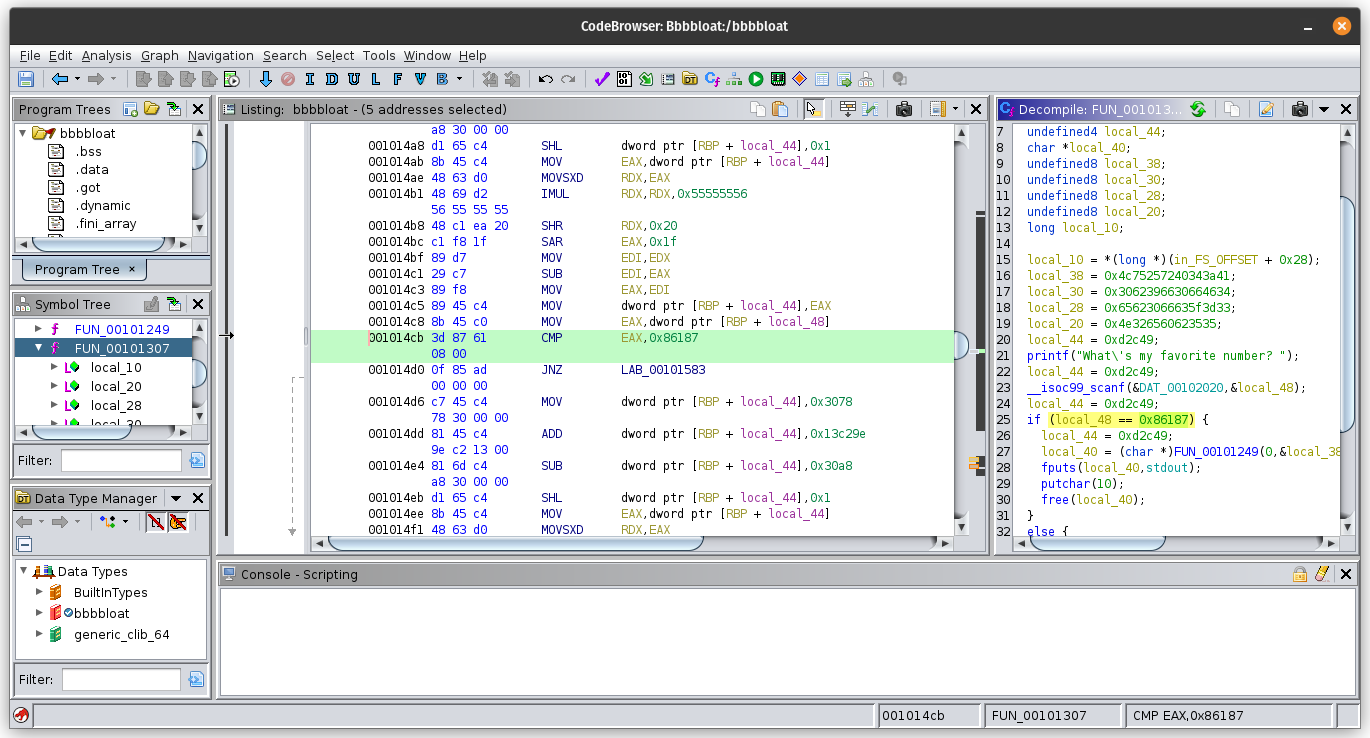 CodeBrowser: Bbbbloat:/bbbbloat
File Edit Analysis Graph Navigation Search Select Tools Window Help
I D U L F V B
Program Trees
bbbbloat
.bss
.data
.got
.dynamic
.fini_array
Program Tree ×
Symbol Tree
FUN_00101249
FUN_00101307
local_10
local_20
local_28
local_30
Filter:
Data Type Manager
Data Types
BuiltInTypes
bbbbloat
generic_clib_64
Filter:
Listing: bbbbloat - (5 addresses selected)
a8 30 00 00
001014a8 d1 65 c4 SHL dword ptr [RBP + local_44],0x1
001014ab 8b 45 c4 MOV EAX,dword ptr [RBP + local_44]
001014ae 48 63 d0 MOVSXD RDX,EAX
001014b1 48 69 d2 IMUL RDX,RDX,0x55555556
56 55 55 55
001014b8 48 c1 ea 20 SHR RDX,0x20
001014bc c1 f8 1f SAR EAX,0x1f
001014bf 89 d7 MOV EDI,EDX
001014c1 29 c7 SUB EDI,EAX
001014c3 89 f8 MOV EAX,EDI
001014c5 89 45 c4 MOV dword ptr [RBP + local_44],EAX
001014c8 8b 45 c0 MOV EAX,dword ptr [RBP + local_48]
001014cb 3d 87 61 CMP EAX,0x86187
08 00
001014d0 0f 85 ad JNZ LAB_00101583
00 00 00
001014d6 c7 45 c4 MOV dword ptr [RBP + local_44],0x3078
78 30 00 00
001014dd 81 45 c4 ADD dword ptr [RBP + local_44],0x13c29e
9e c2 13 00
001014e4 81 6d c4 SUB dword ptr [RBP + local_44],0x30a8
a8 30 00 00
001014eb d1 65 c4 SHL dword ptr [RBP + local_44],0x1
001014ee 8b 45 c4 MOV EAX,dword ptr [RBP + local_44]
001014f1 48 63 d0 MOVSXD RDX,EAX
Decompile: FUN_001013...
7 undefined4 local_44;
8 char *local_40;
9 undefined8 local_38;
10 undefined8 local_30;
11 undefined8 local_28;
12 undefined8 local_20;
13 long local_10;
14
15 local_10 = *(long *)(in_FS_OFFSET + 0x28);
16 local_38 = 0x4c75257240343a41;
17 local_30 = 0x3062396630664634;
18 local_28 = 0x65623066635f3d33;
19 local_20 = 0x4e326560623535;
20 local_44 = 0xd2c49;
21 printf("What\'s my favorite number? ");
22 local_44 = 0xd2c49;
23 __isoc99_scanf(&DAT_00102020,&local_48);
24 local_44 = 0xd2c49;
25 if (local_48 == 0x86187) {
26 local_44 = 0xd2c49;
27 local_40 = (char *)FUN_00101249(0,&local_38
28 fputs(local_40,stdout);
29 putchar(10);
30 free(local_40);
31 }
32 else {
Console - Scripting
001014cb FUN_00101307 CMP EAX,0x86187